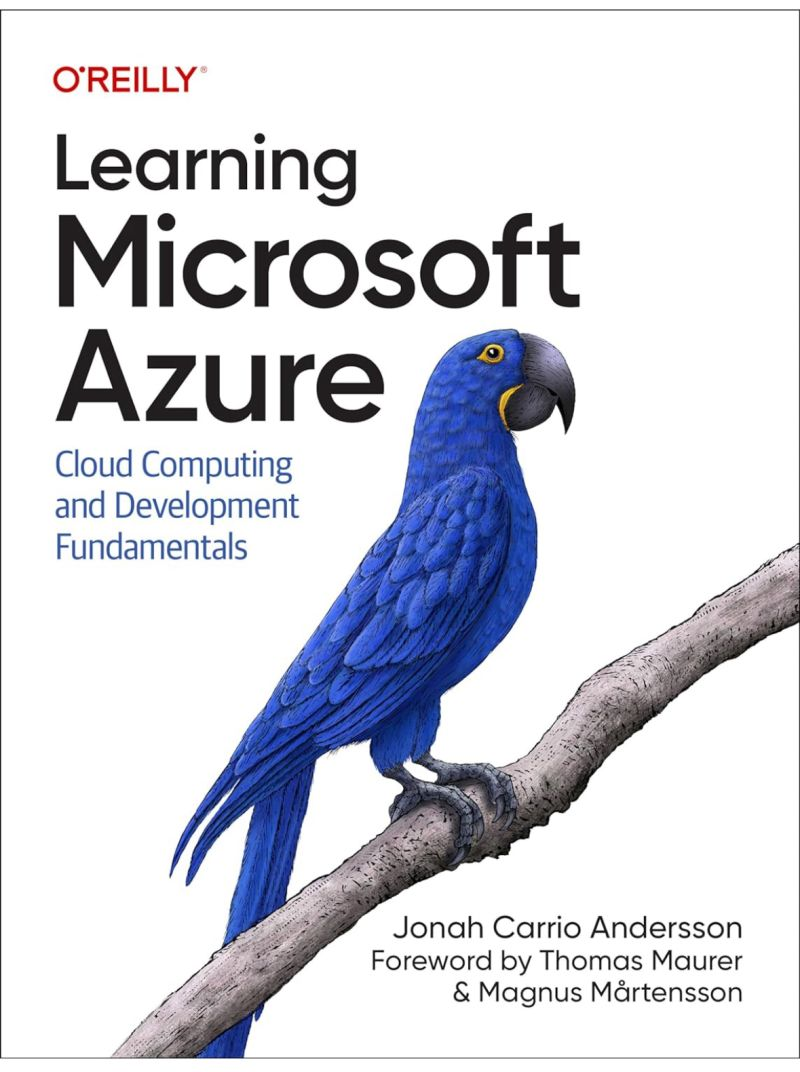 O'REILLY®
Learning
Microsoft
Azure
Cloud Computing
and Development
Fundamentals
Jonah Carrio Andersson
Foreword by Thomas Maurer
& Magnus Mårtensson